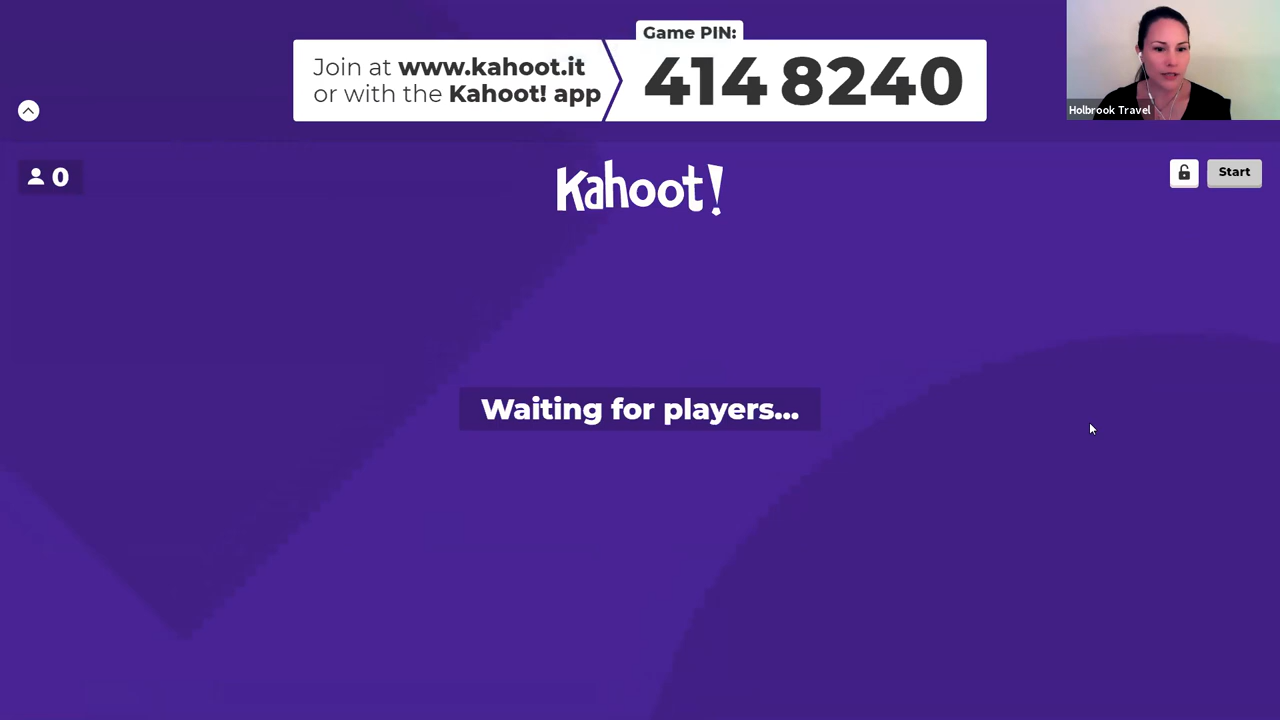 Game PIN:
Join at www.kahoot.it
or with the Kahoot! app
414 8240
Holbrook Travel
0
Kahoot!
Start
Waiting for players...